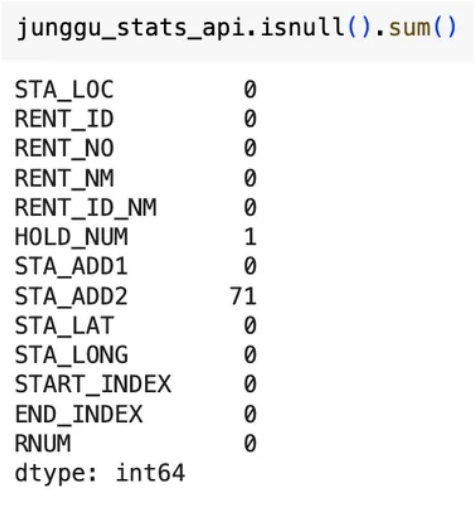 junggu_stats_api.isnull().sum()
STA_LOC 0
RENT_ID 0
RENT_NO 0
RENT_NM 0
RENT_ID_NM 0
HOLD_NUM 1
STA_ADD1 0
STA_ADD2 71
STA_LAT 0
STA_LONG 0
START_INDEX 0
END_INDEX 0
RNUM 0
dtype: int64